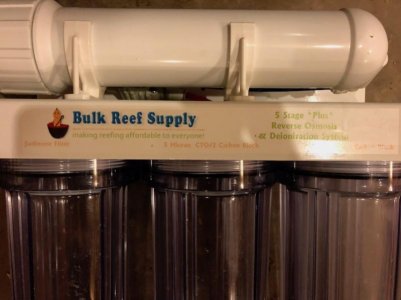 Bulk Reef Supply
making reefing affordable to everyone!
5 Stage "Plus"
Reverse Osmosis
& Deionization System
Sediment Filter
5 Micron CTO/2 Carbon Block